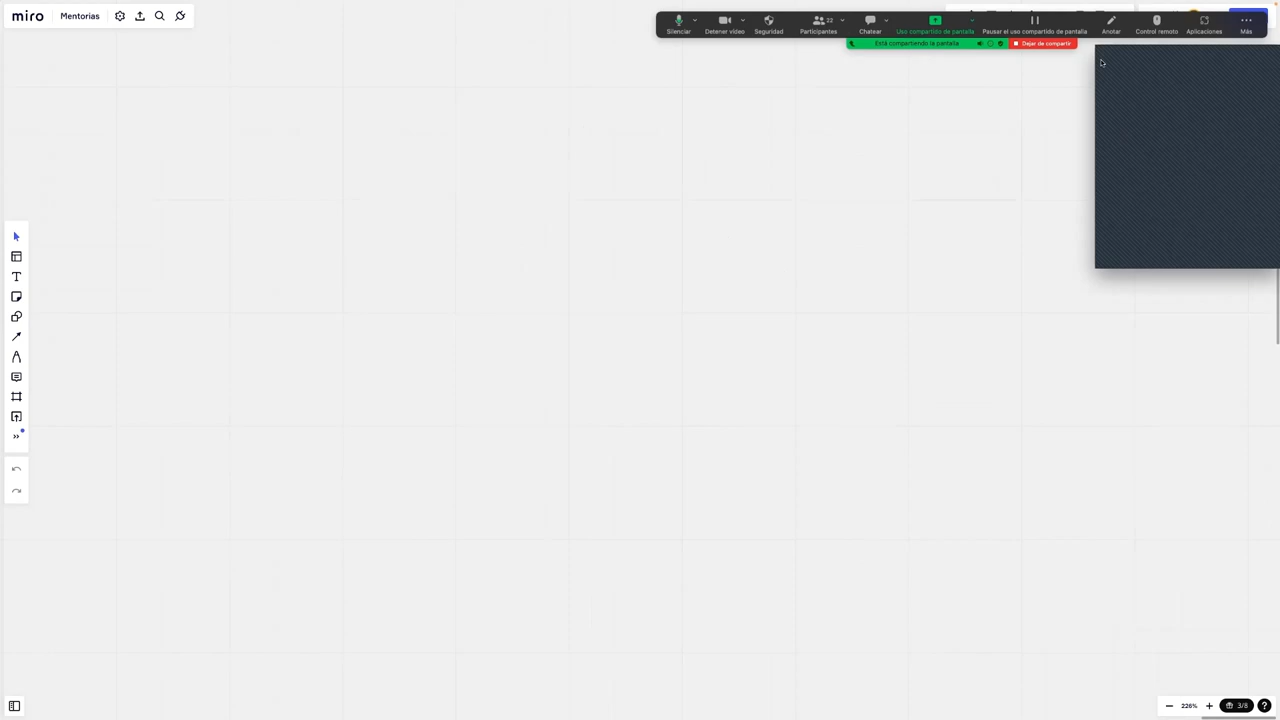 miro
Mentorias
Silenciar
Detener video
Seguridad
22
Participantes
Chatear
Uso compartido de pantalla
Pausar el uso compartido de pantalla
Anotar
Control remoto
Aplicaciones
Más
Está compartiendo la pantalla
Dejar de compartir
226%
3/8